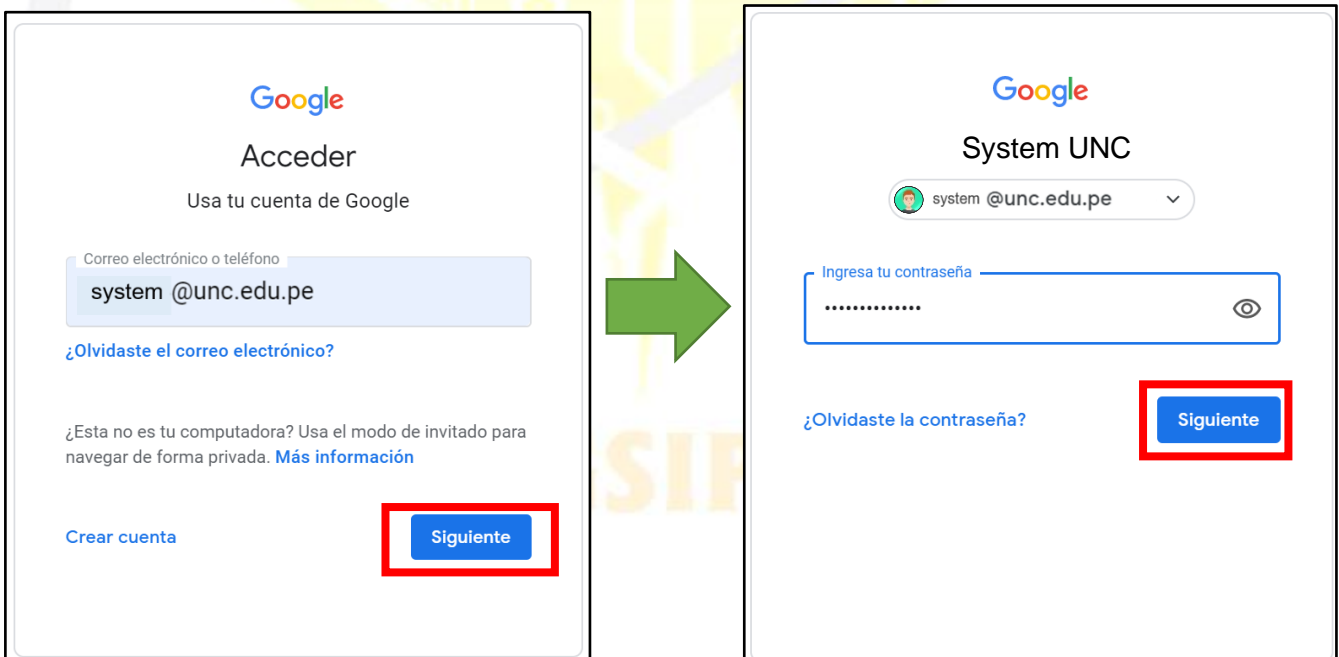 Google
Acceder
Usa tu cuenta de Google
Correo electrónico o teléfono
system @unc.edu.pe
¿Olvidaste el correo electrónico?
¿Esta no es tu computadora? Usa el modo de invitado para
navegar de forma privada. Más información
Crear cuenta
Siguiente
Google
System UNC
system @unc.edu.pe
Ingresa tu contraseña
••••••••••••••
¿Olvidaste la contraseña?
Siguiente